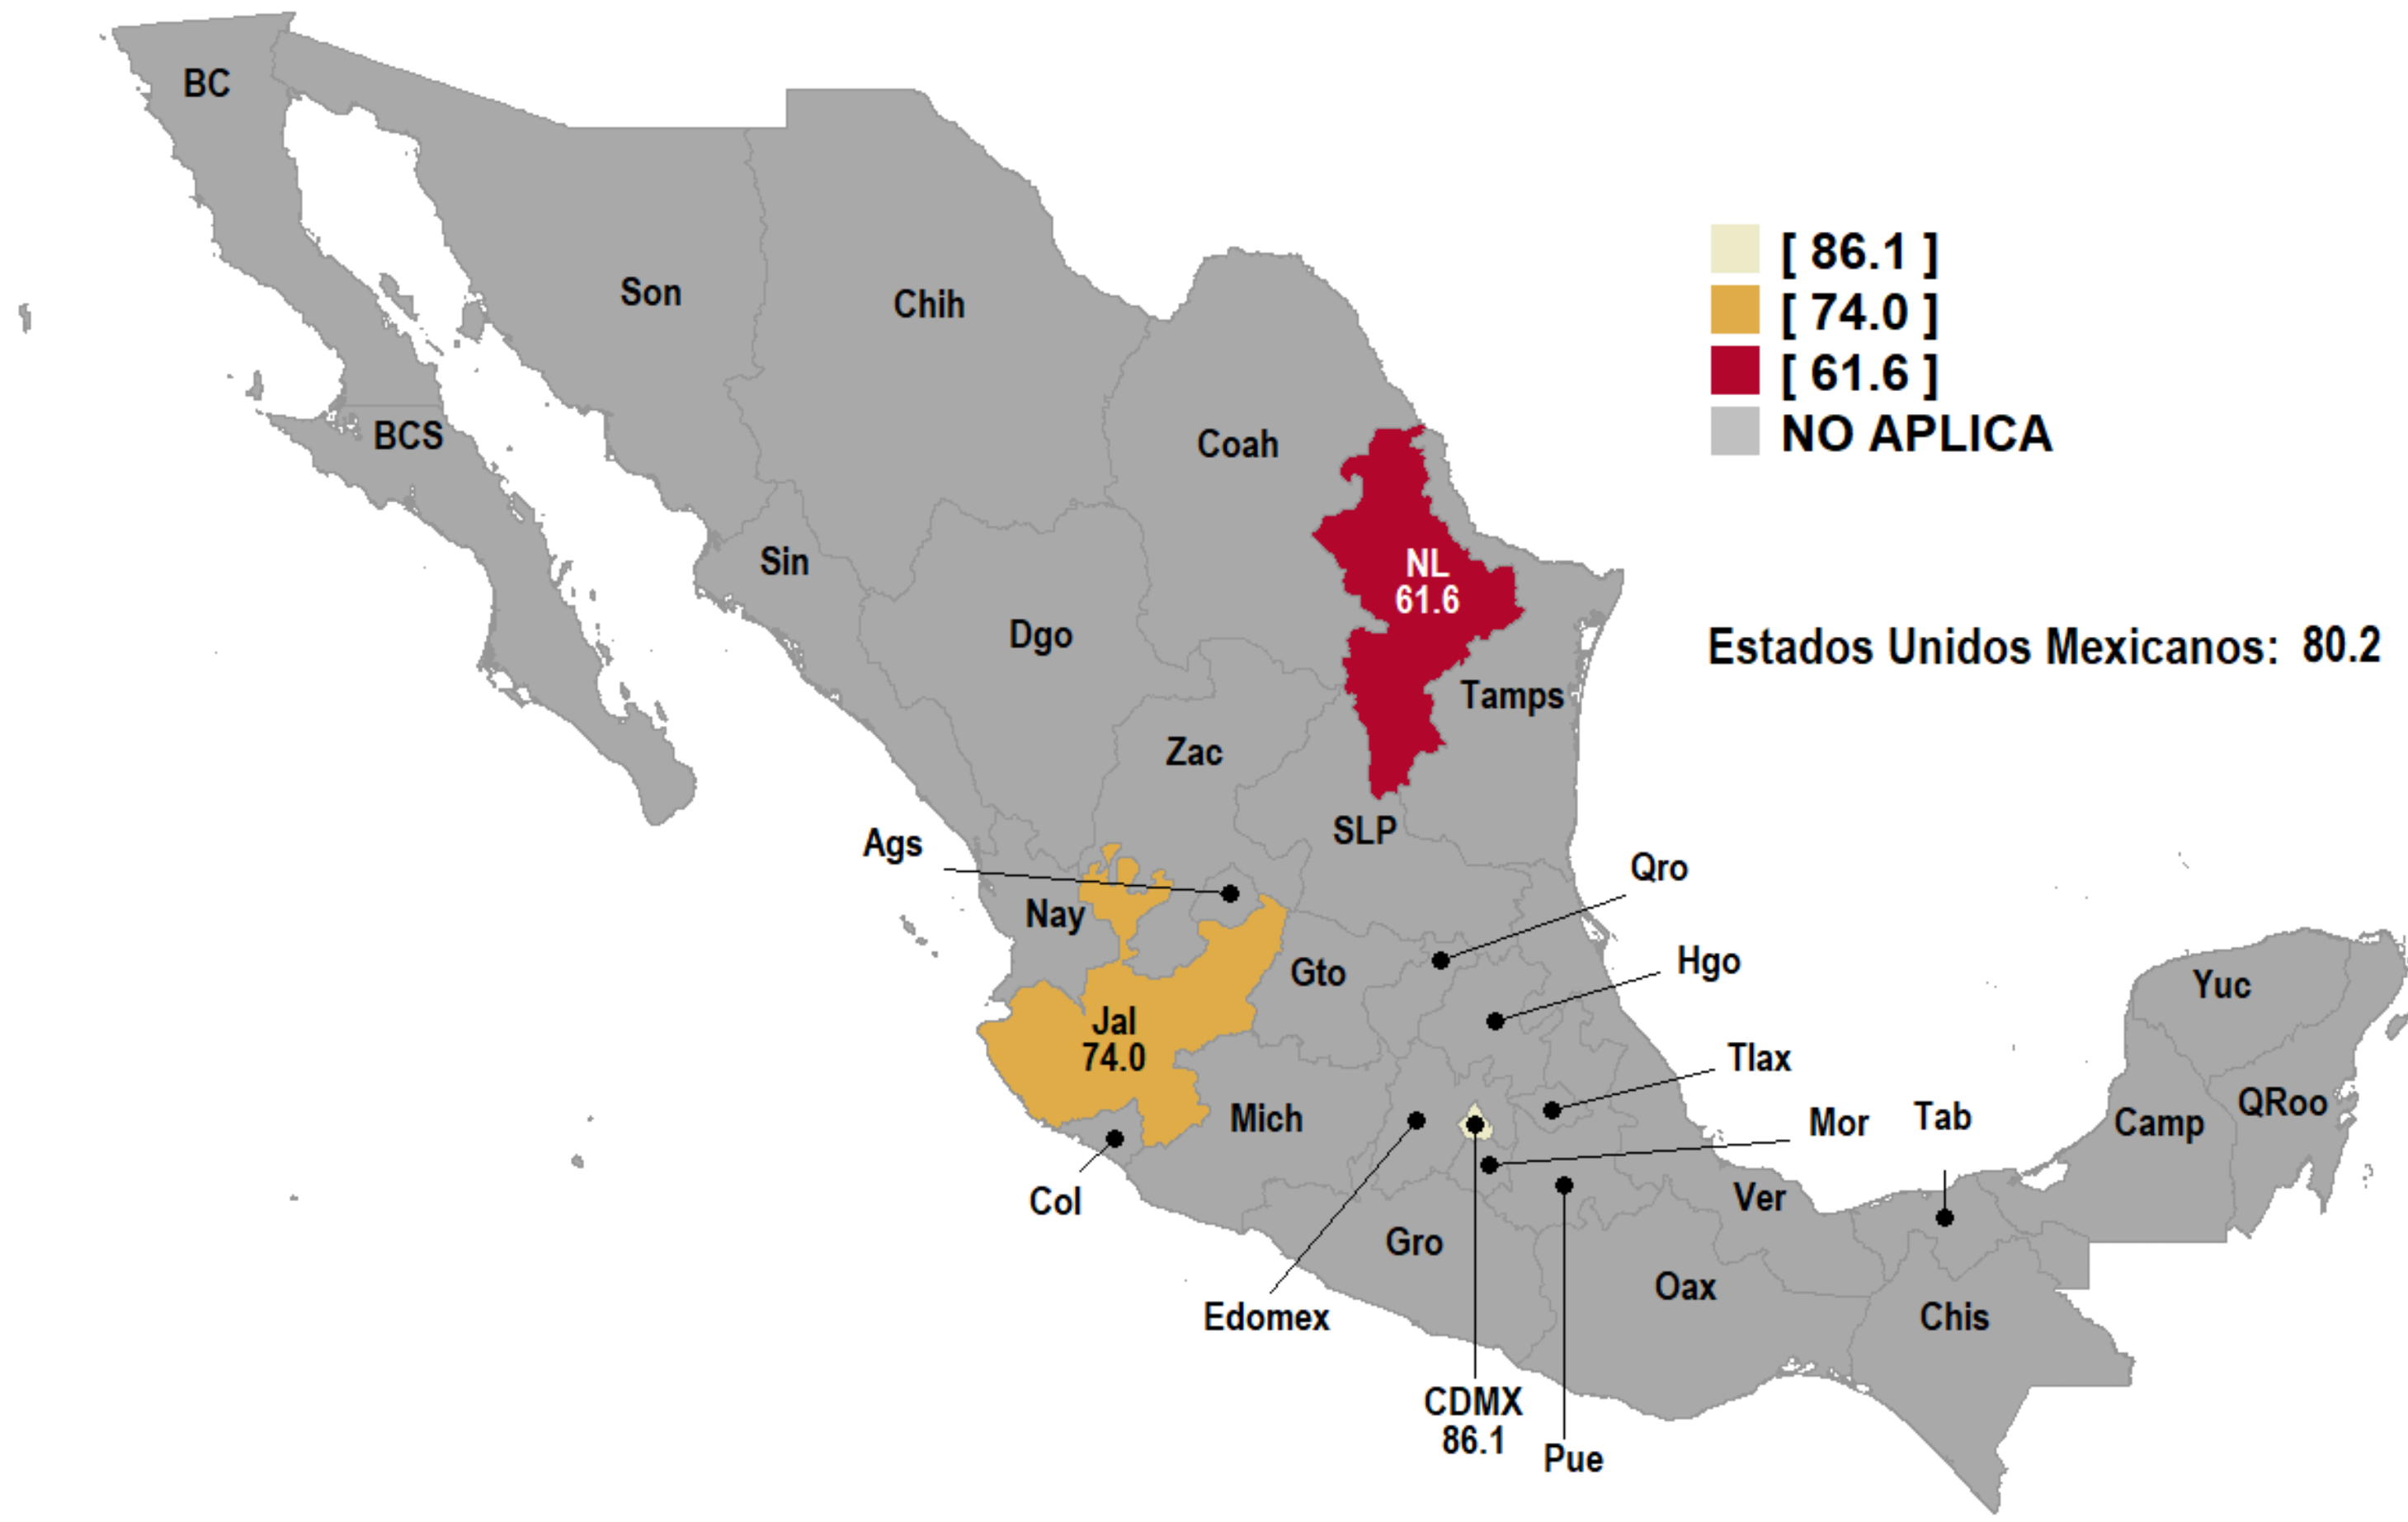 BC
Son
Chih
[ 86.1 ]
[ 74.0 ]
[ 61.6 ]
NO APLICA
BCS
Coah
Sin
NL
61.6
Dgo
Estados Unidos Mexicanos: 80.2
Tamps
Zac
SLP
Ags
Qro
Nay
Gto
Hgo
Yuc
Jal
74.0
Tlax
QRoo
Mich
Mor
Tab
Camp
Col
Ver
Gro
Oax
Edomex
Chis
CDMX
86.1
Pue